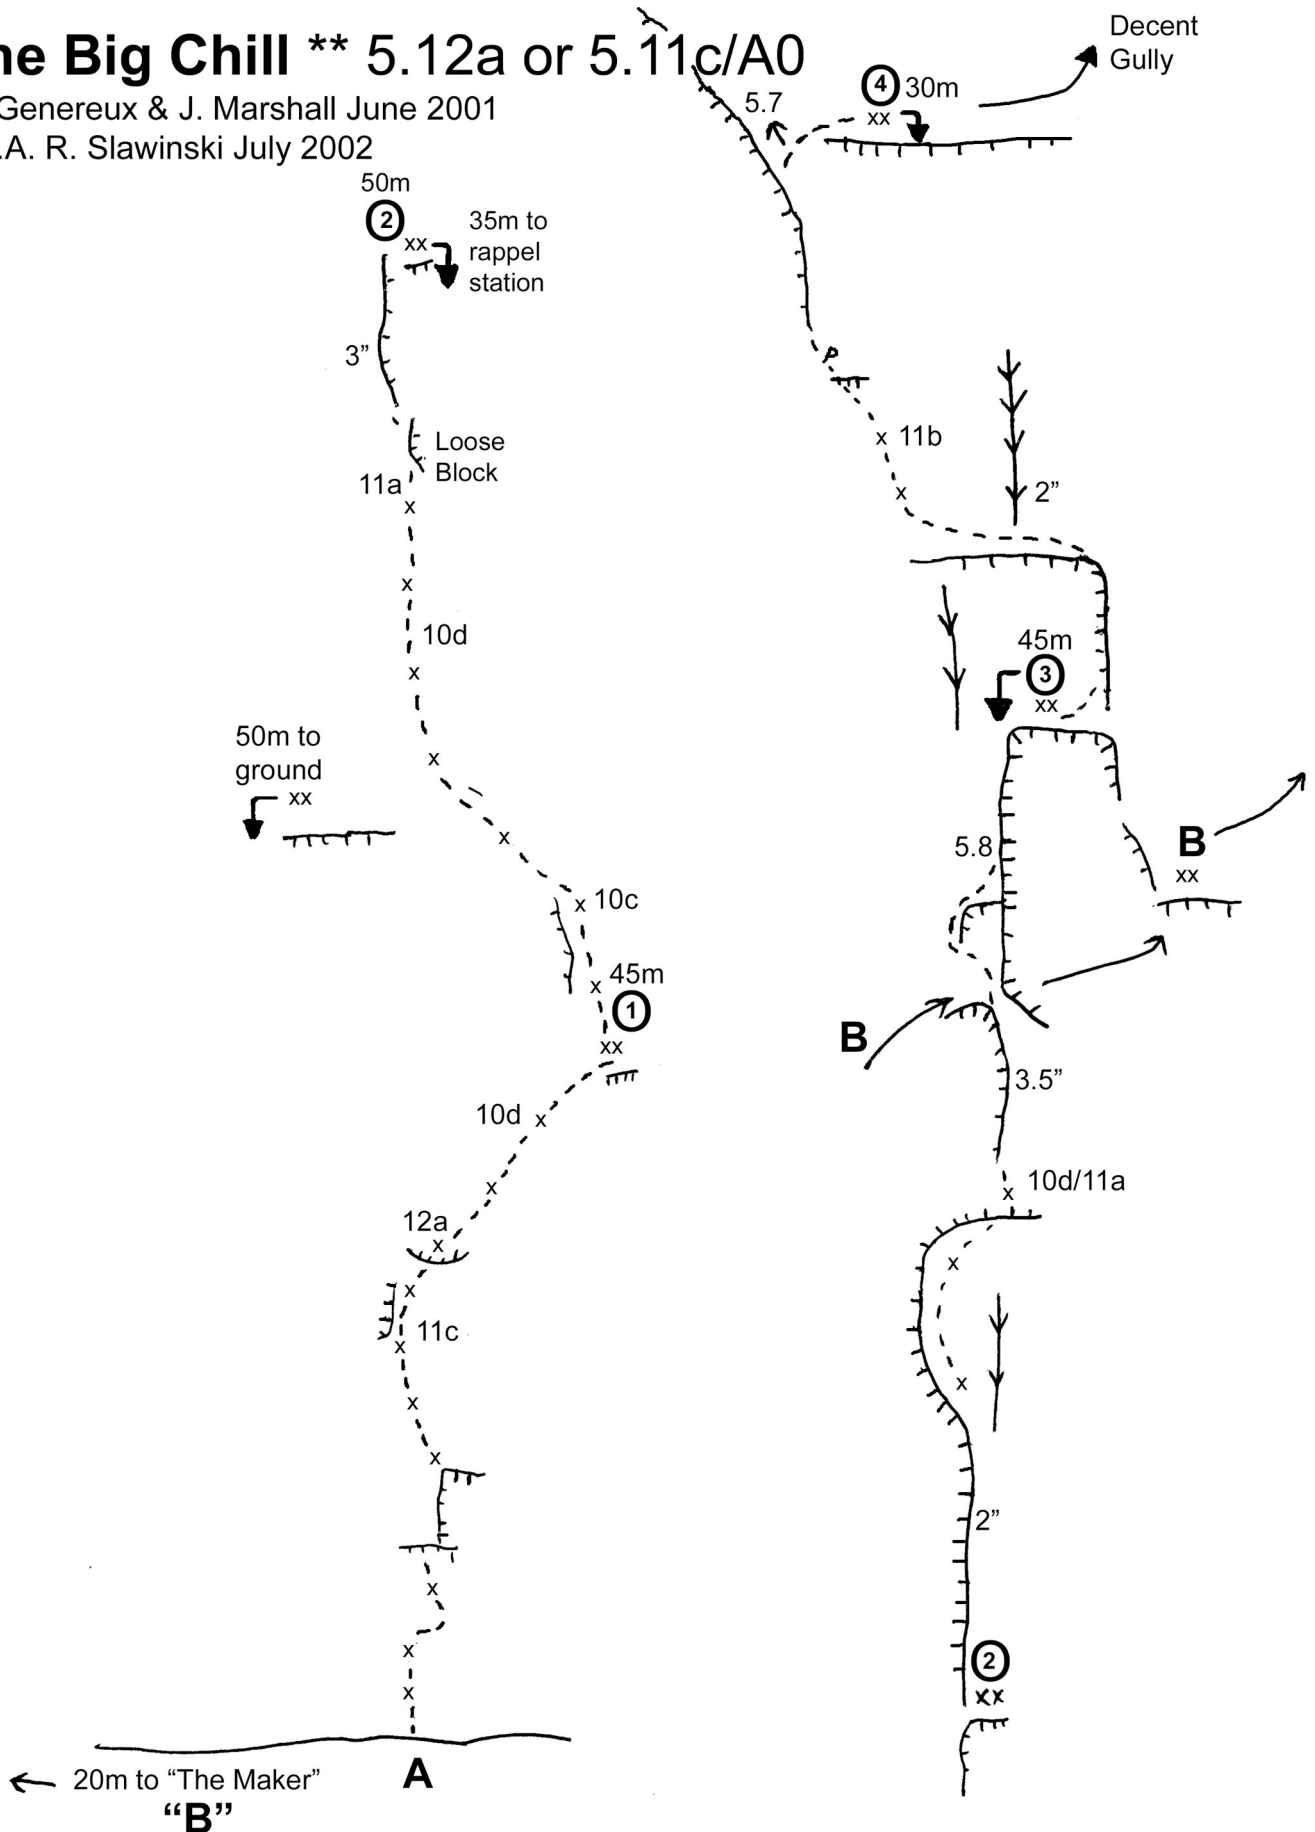 he Big Chill ** 5.12a or 5.11c/A0
Genereux & J. Marshall June 2001
.A. R. Slawinski July 2002
50m
2
xx
35m to
rappel
station
3”
Loose
Block
11a
x
x
10d
x
x
50m to
ground
xx
x
x 10c
x
45m
1
xx
10d x
x
12a
x
x
11c
x
x
x
x
x
x
A
← 20m to “The Maker”
“B”
Decent
Gully
4 30m
xx
5.7
P
x 11b
x
2”
45m
3
xx
5.8
B
xx
B
3.5”
10d/11a
x
x
x
2”
2
xx